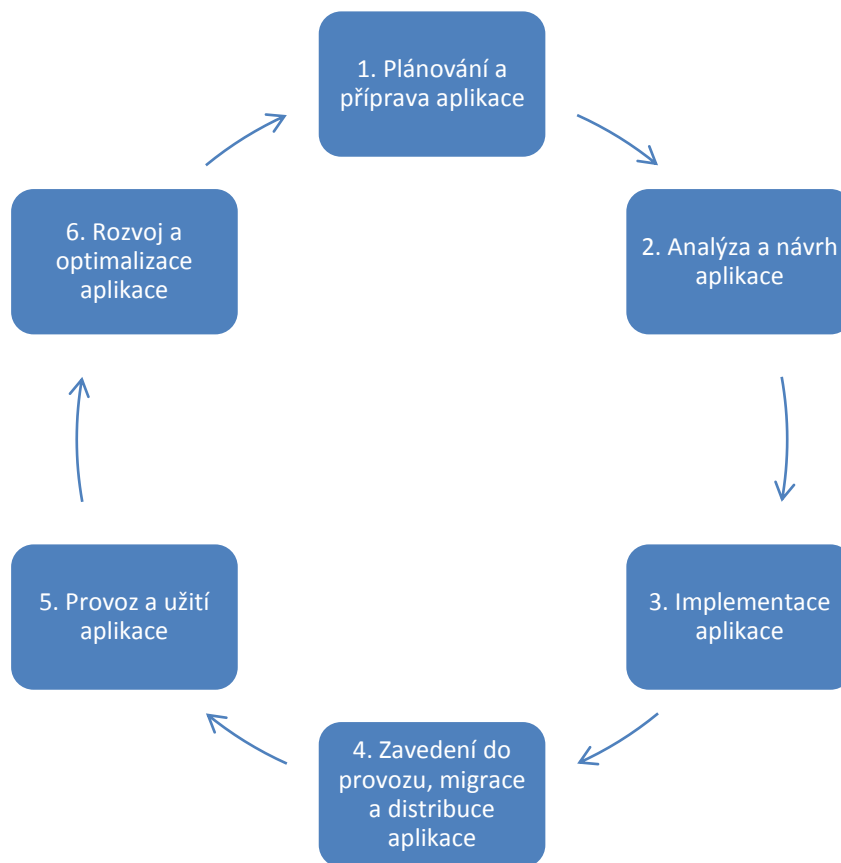 1. Plánování a
příprava aplikace
2. Analýza a návrh
aplikace
3. Implementace
aplikace
4. Zavedení do
provozu, migrace
a distribuce
aplikace
5. Provoz a užití
aplikace
6. Rozvoj a
optimalizace
aplikace